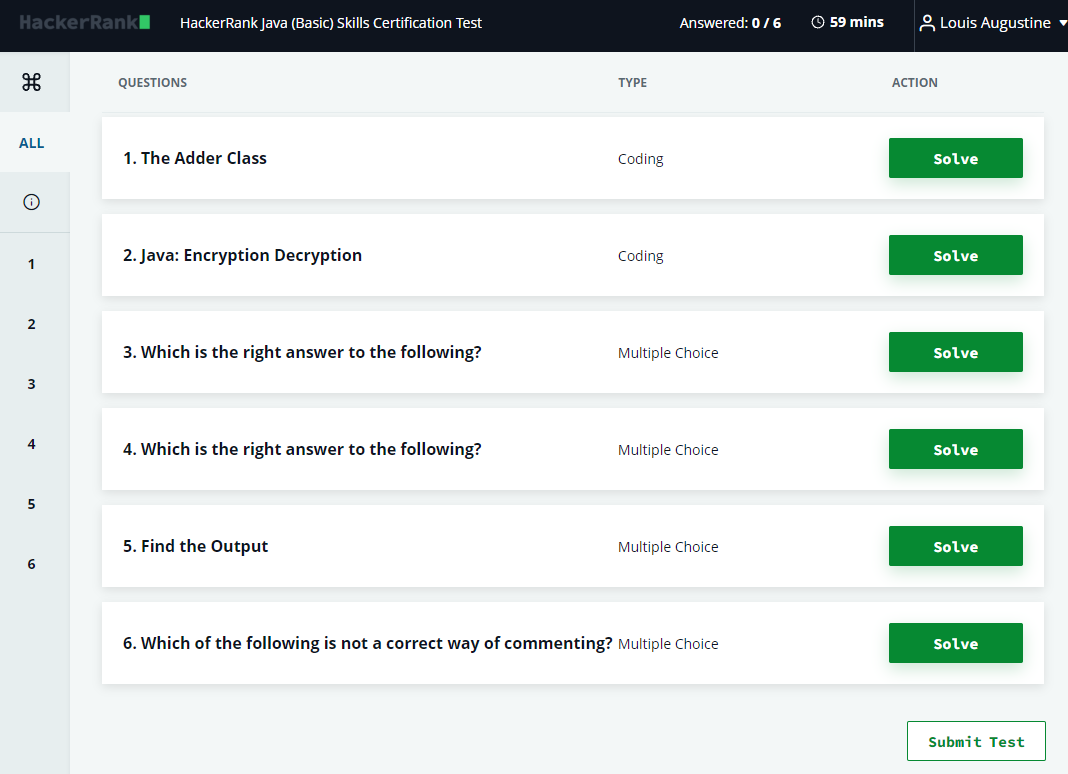 HackerRank HackerRank Java (Basic) Skills Certification Test Answered: 0 / 6 59 mins Louis Augustine
QUESTIONS TYPE ACTION
ALL
1. The Adder Class Coding Solve
2. Java: Encryption Decryption Coding Solve
1
2
3. Which is the right answer to the following? Multiple Choice Solve
3
4. Which is the right answer to the following? Multiple Choice Solve
4
5
5. Find the Output Multiple Choice Solve
6
6. Which of the following is not a correct way of commenting? Multiple Choice Solve
Submit Test